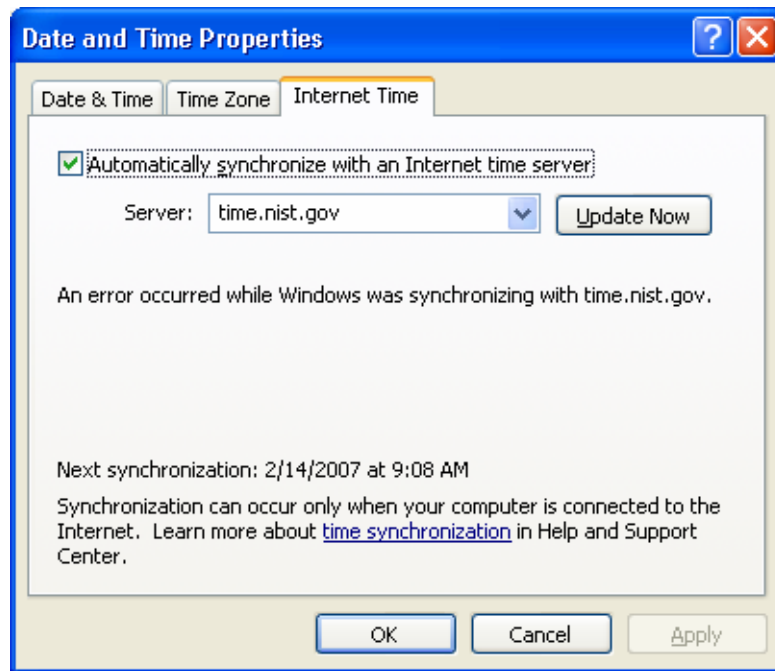 Date and Time Properties
Date & Time
Time Zone
Internet Time
Automatically synchronize with an Internet time server
Server: time.nist.gov Update Now
An error occurred while Windows was synchronizing with time.nist.gov.
Next synchronization: 2/14/2007 at 9:08 AM
Synchronization can occur only when your computer is connected to the
Internet. Learn more about time synchronization in Help and Support
Center.
OK Cancel Apply